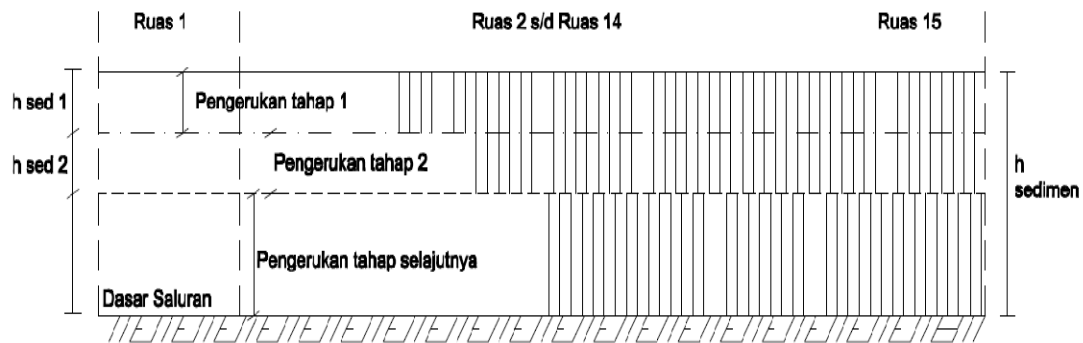 Ruas 1
Ruas 2 s/d Ruas 14
Ruas 15
h sed 1
Pengerukan tahap 1
h sed 2
Pengerukan tahap 2
h
sedimen
Pengerukan tahap selajutnya
Dasar Saluran